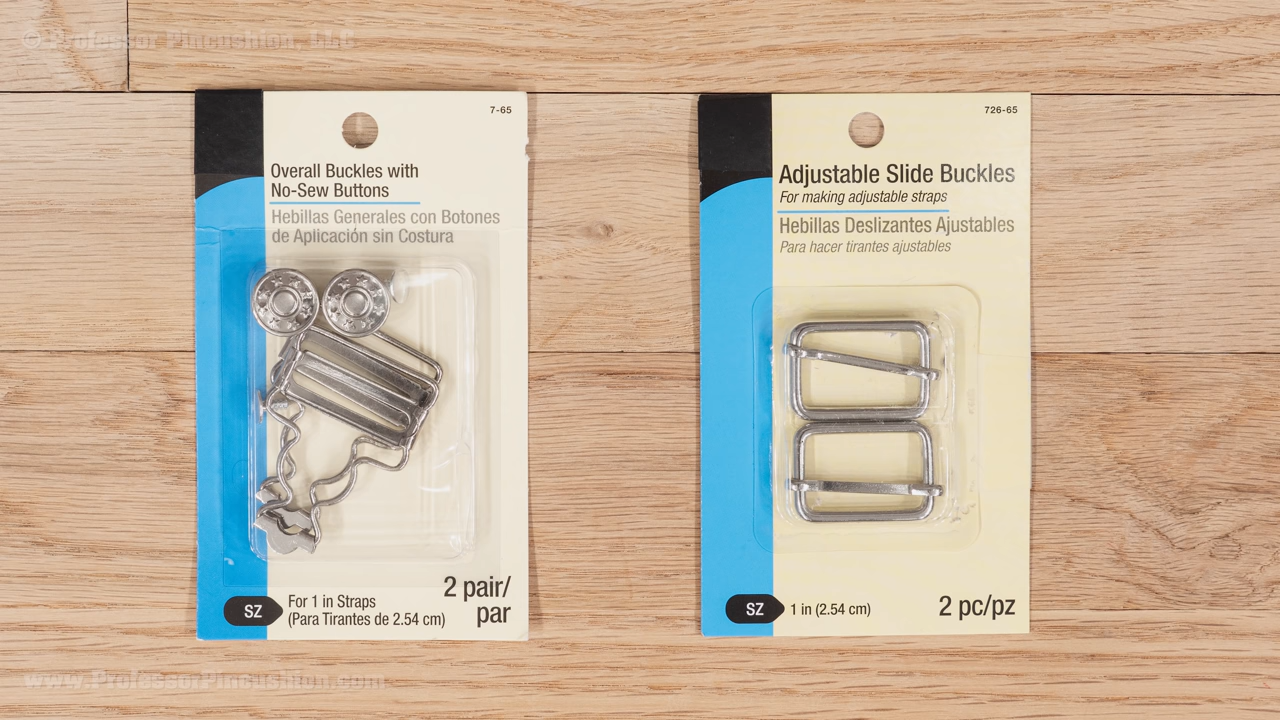 © Professor Pincushion, LLC
7-65
Overall Buckles with
No-Sew Buttons
Hebillas Generales con Botones
de Aplicación sin Costura
2 pair/
par
SZ
For 1 in Straps
(Para Tirantes de 2.54 cm)
726-65
Adjustable Slide Buckles
For making adjustable straps
Hebillas Deslizantes Ajustables
Para hacer tirantes ajustables
SZ
1 in (2.54 cm)
2 pc/pz
www.ProfessorPincushion.com